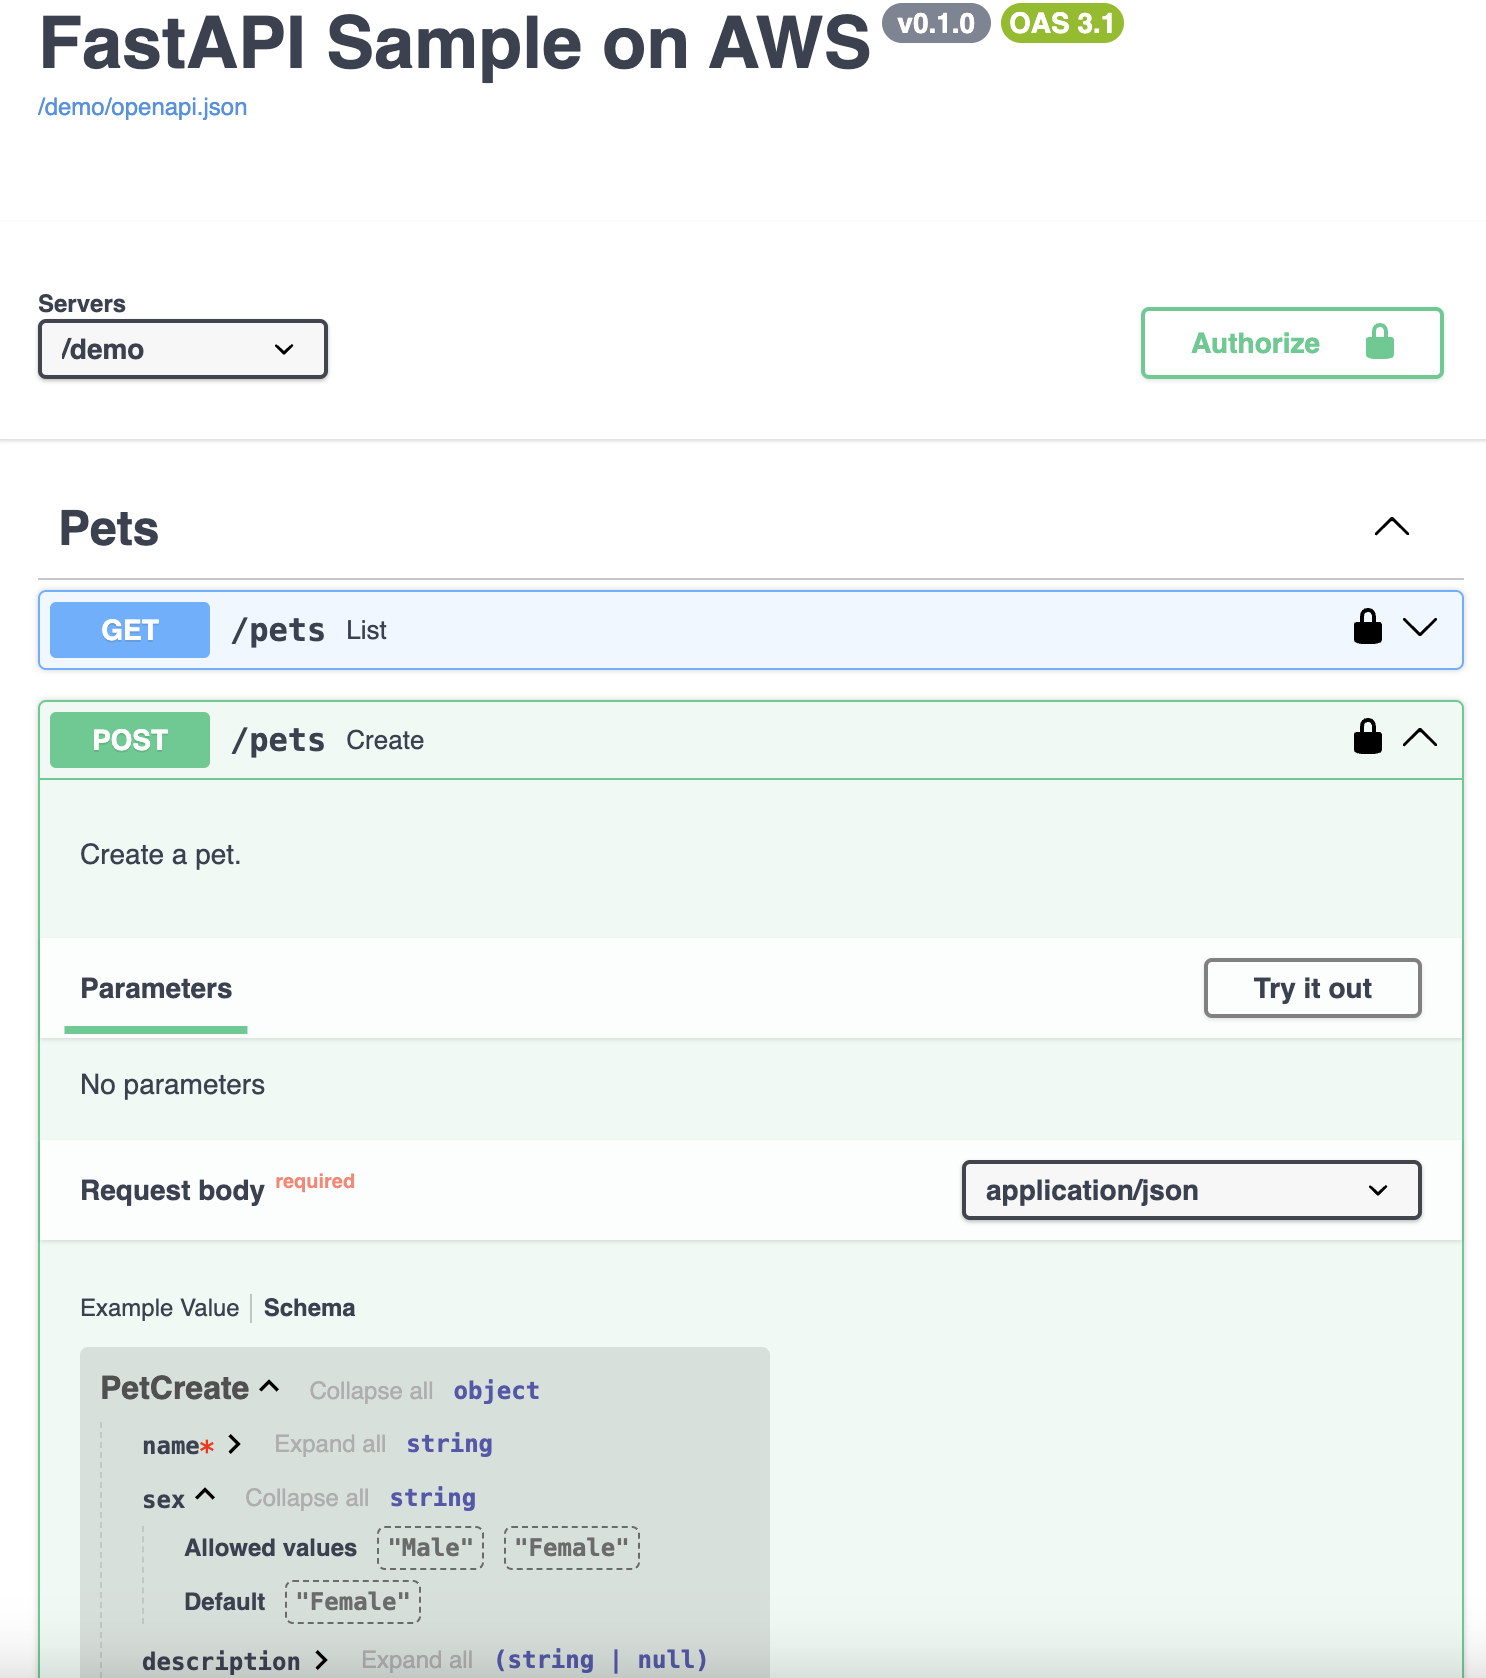 FastAPI Sample on AWS v0.1.0 OAS 3.1
/demo/openapi.json
Servers
/demo
Authorize
Pets
GET /pets List
POST /pets Create
Create a pet.
Parameters
Try it out
No parameters
Request body required
application/json
Example Value Schema
PetCreate Collapse all object
name* Expand all string
sex Collapse all string
Allowed values "Male" "Female"
Default "Female"
description Expand all (string | null)